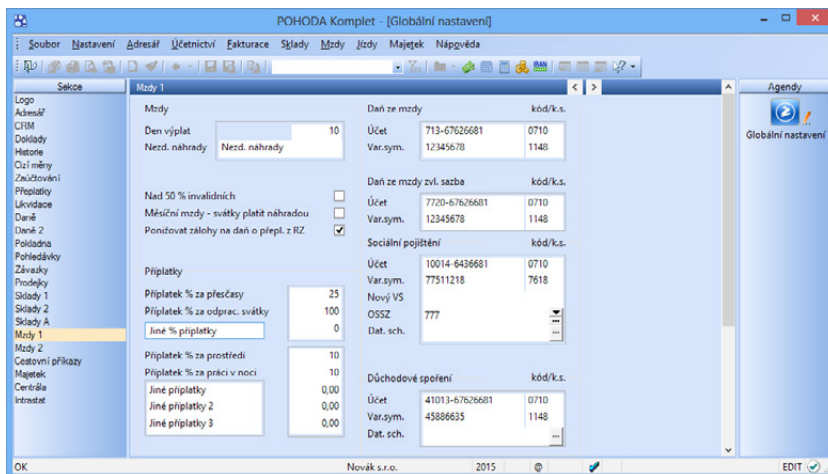 POHODA Komplet - [Globální nastavení]
Soubor Nastavení Adresář Účetnictví Fakturace Sklady Mzdy Jízdy Majetek Nápověda
Sekce
Logo
Adresář
CRM
Doklady
Historie
Cizí měny
Zaúčtování
Přeplatky
Likvidace
Daně
Daně 2
Pokladna
Pohledávky
Závazky
Prodejky
Sklady 1
Sklady 2
Sklady A
Mzdy 1
Mzdy 2
Cestovní příkazy
Majetek
Centrála
Intrastat
Mzdy 1
Mzdy
Den výplat 10
Nezd. náhrady Nezd. náhrady
Nad 50 % invalidních
Měsíční mzdy - svátky platit náhradou
Ponižovat zálohy na daň o přepl. z RZ
Příplatky
Příplatek % za přesčasy 25
Příplatek % za odprac. svátky 100
Jiné % příplatky 0
Příplatek % za prostředí 10
Příplatek % za práci v noci 10
Jiné příplatky 0,00
Jiné příplatky 2 0,00
Jiné příplatky 3 0,00
Daň ze mzdy kód/k.s.
Účet 713-67626681 0710
Var.sym. 12345678 1148
Daň ze mzdy zvl. sazba kód/k.s.
Účet 7720-67626681 0710
Var.sym. 12345678 1148
Sociální pojištění kód/k.s.
Účet 10014-6436681 0710
Var.sym. 77511218 7618
Nový VS
OSSZ 777
Dat. sch.
Důchodové spoření kód/k.s.
Účet 41013-67626681 0710
Var.sym. 45886635 1148
Dat. sch.
Agendy
Globální nastavení
IBAN
OK Novák s.r.o. 2015 @ EDIT